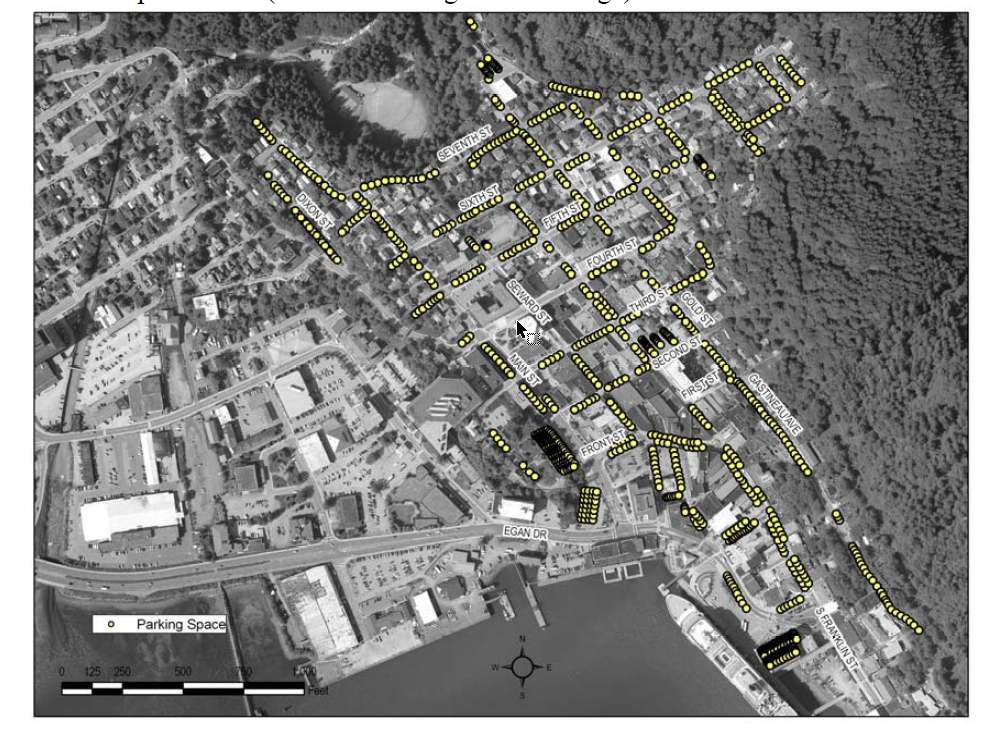 SEVENTH ST
SIXTH ST
DIXON ST
FIFTH ST
FOURTH ST
SEWARD ST
THIRD ST
GOLD ST
SECOND ST
MAIN ST
FIRST ST
GASTINEAU AVE
FRONT ST
EGAN DR
S FRANKLIN ST
Parking Space
N
W E
S
0 125 250 500 750 1,000
Feet